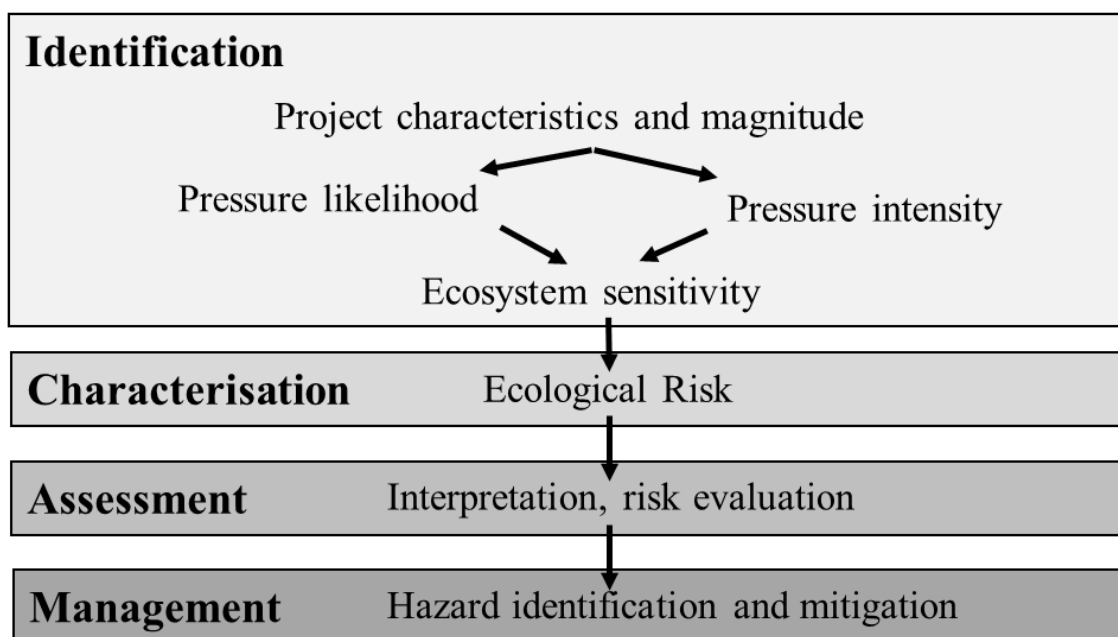 Identification
Project characteristics and magnitude
Pressure likelihood
Pressure intensity
Ecosystem sensitivity
Characterisation Ecological Risk
Assessment Interpretation, risk evaluation
Management Hazard identification and mitigation